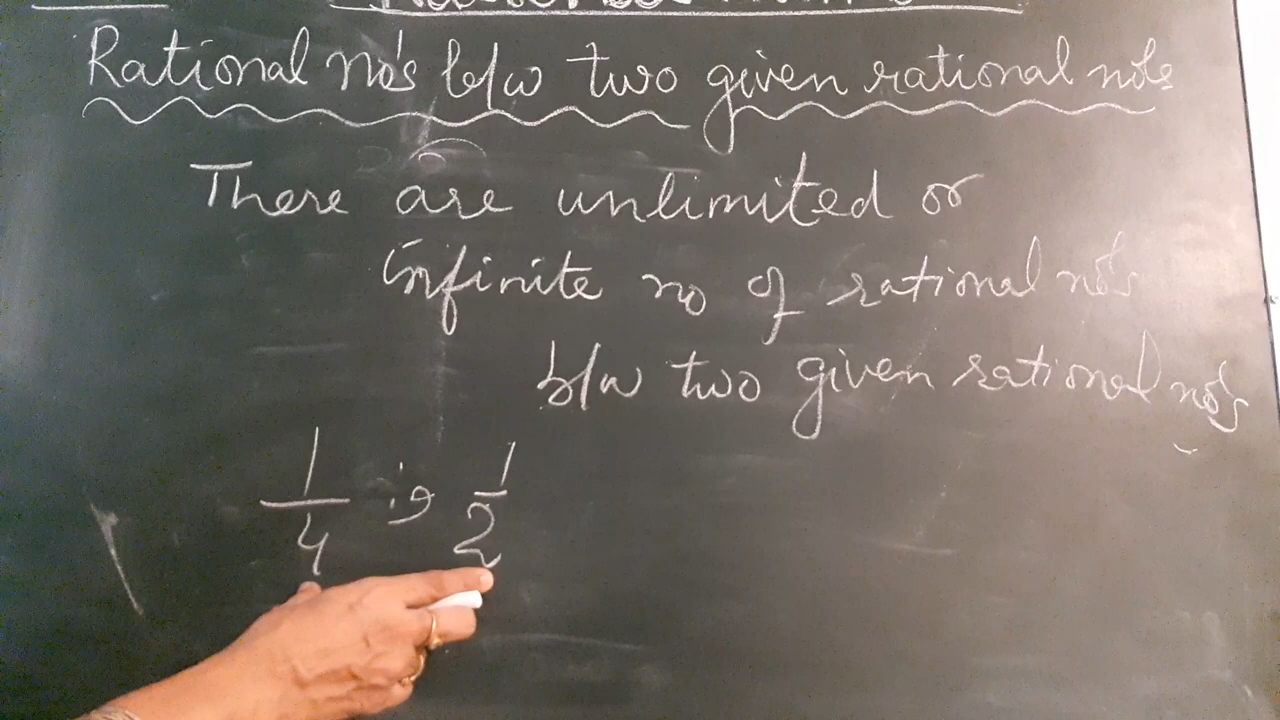 Rational no's b/w two given rational no's
There are unlimited or
infinite no of rational no's
b/w two given rational no's
1/4 , 1/2